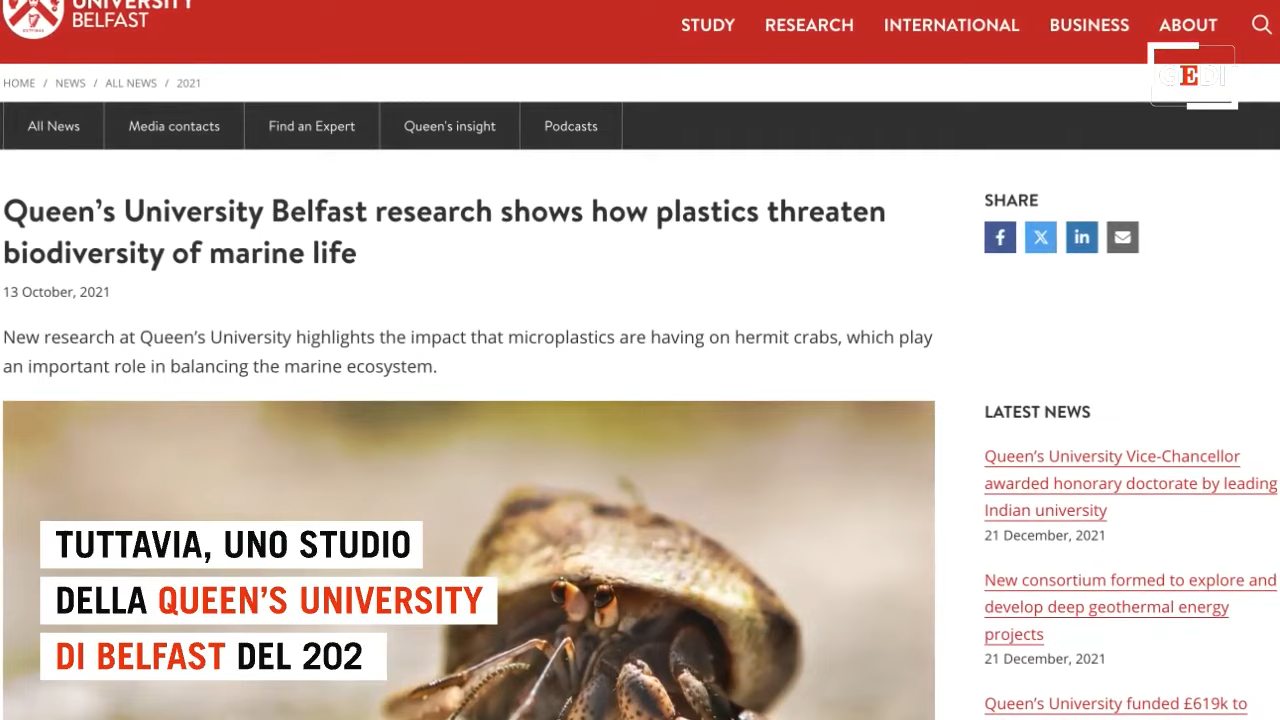 UNIVERSITY
BELFAST
STUDY
RESEARCH
INTERNATIONAL
BUSINESS
ABOUT
GEDI
HOME / NEWS / ALL NEWS / 2021
All News
Media contacts
Find an Expert
Queen's insight
Podcasts
Queen’s University Belfast research shows how plastics threaten
biodiversity of marine life
13 October, 2021
New research at Queen’s University highlights the impact that microplastics are having on hermit crabs, which play
an important role in balancing the marine ecosystem.
TUTTAVIA, UNO STUDIO
DELLA QUEEN’S UNIVERSITY
DI BELFAST DEL 202
SHARE
LATEST NEWS
Queen’s University Vice-Chancellor
awarded honorary doctorate by leading
Indian university
21 December, 2021
New consortium formed to explore and
develop deep geothermal energy
projects
21 December, 2021
Queen’s University funded £619k to